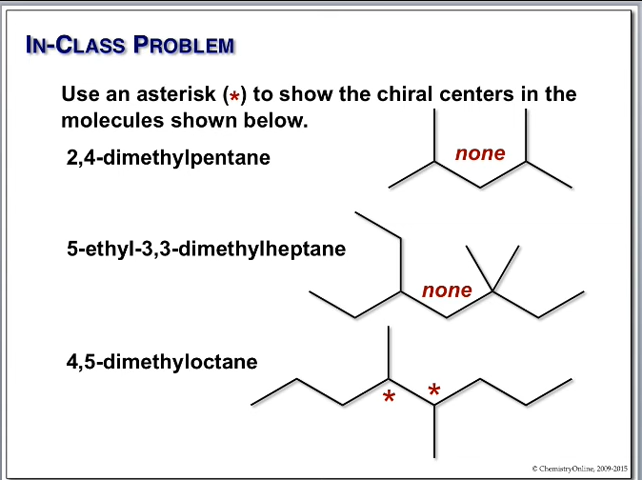 IN-CLASS PROBLEM
Use an asterisk (*) to show the chiral centers in the
molecules shown below.
2,4-dimethylpentane
none
5-ethyl-3,3-dimethylheptane
none
4,5-dimethyloctane
* *
© ChemistryOnline, 2009-2015